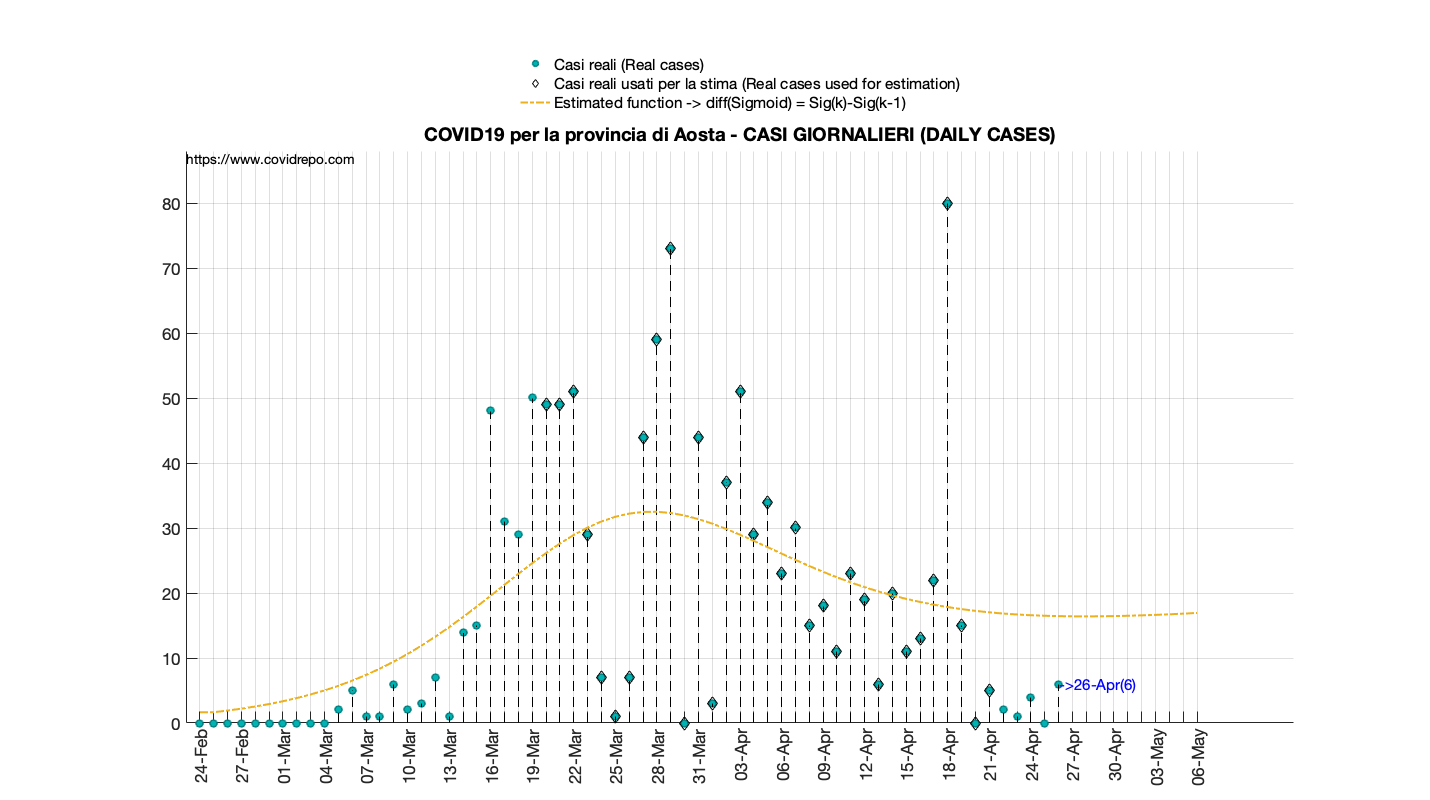 Casi reali (Real cases)
Casi reali usati per la stima (Real cases used for estimation)
Estimated function -> diff(Sigmoid) = Sig(k)-Sig(k-1)
COVID19 per la provincia di Aosta - CASI GIORNALIERI (DAILY CASES)
https://www.covidrepo.com
80
70
60
50
40
30
20
10
0
->26-Apr(6)
24-Feb
27-Feb
01-Mar
04-Mar
07-Mar
10-Mar
13-Mar
16-Mar
19-Mar
22-Mar
25-Mar
28-Mar
31-Mar
03-Apr
06-Apr
09-Apr
12-Apr
15-Apr
18-Apr
21-Apr
24-Apr
27-Apr
30-Apr
03-May
06-May